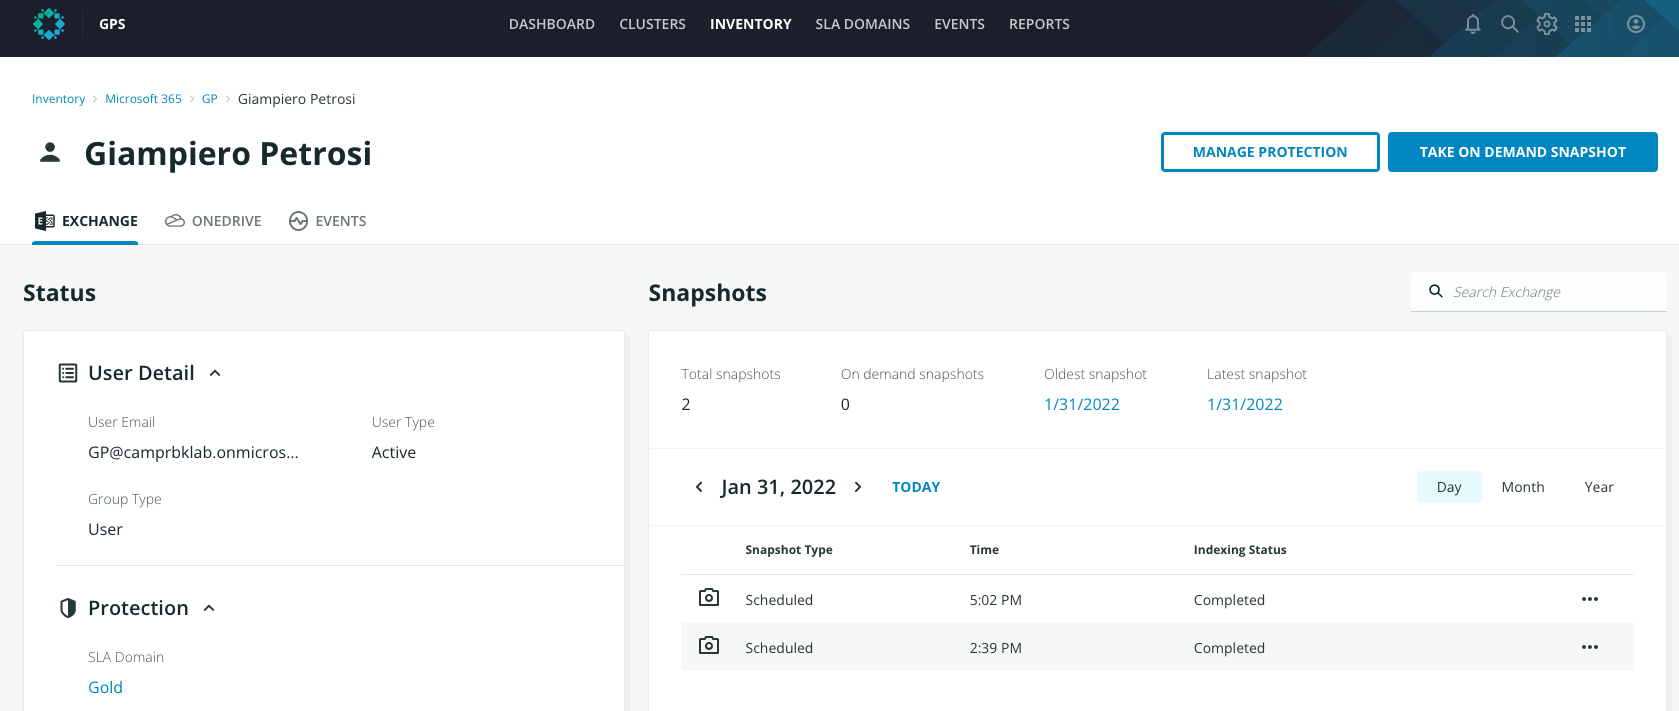 GPS
DASHBOARD CLUSTERS INVENTORY SLA DOMAINS EVENTS REPORTS
Inventory > Microsoft 365 > GP > Giampiero Petrosi
Giampiero Petrosi
MANAGE PROTECTION
TAKE ON DEMAND SNAPSHOT
EXCHANGE ONEDRIVE EVENTS
Status
User Detail
User Email User Type
GP@camprbklab.onmicros... Active
Group Type
User
Protection
SLA Domain
Gold
Snapshots
Search Exchange
Total snapshots On demand snapshots Oldest snapshot Latest snapshot
2 0 1/31/2022 1/31/2022
Jan 31, 2022 TODAY Day Month Year
Snapshot Type Time Indexing Status
Scheduled 5:02 PM Completed
Scheduled 2:39 PM Completed